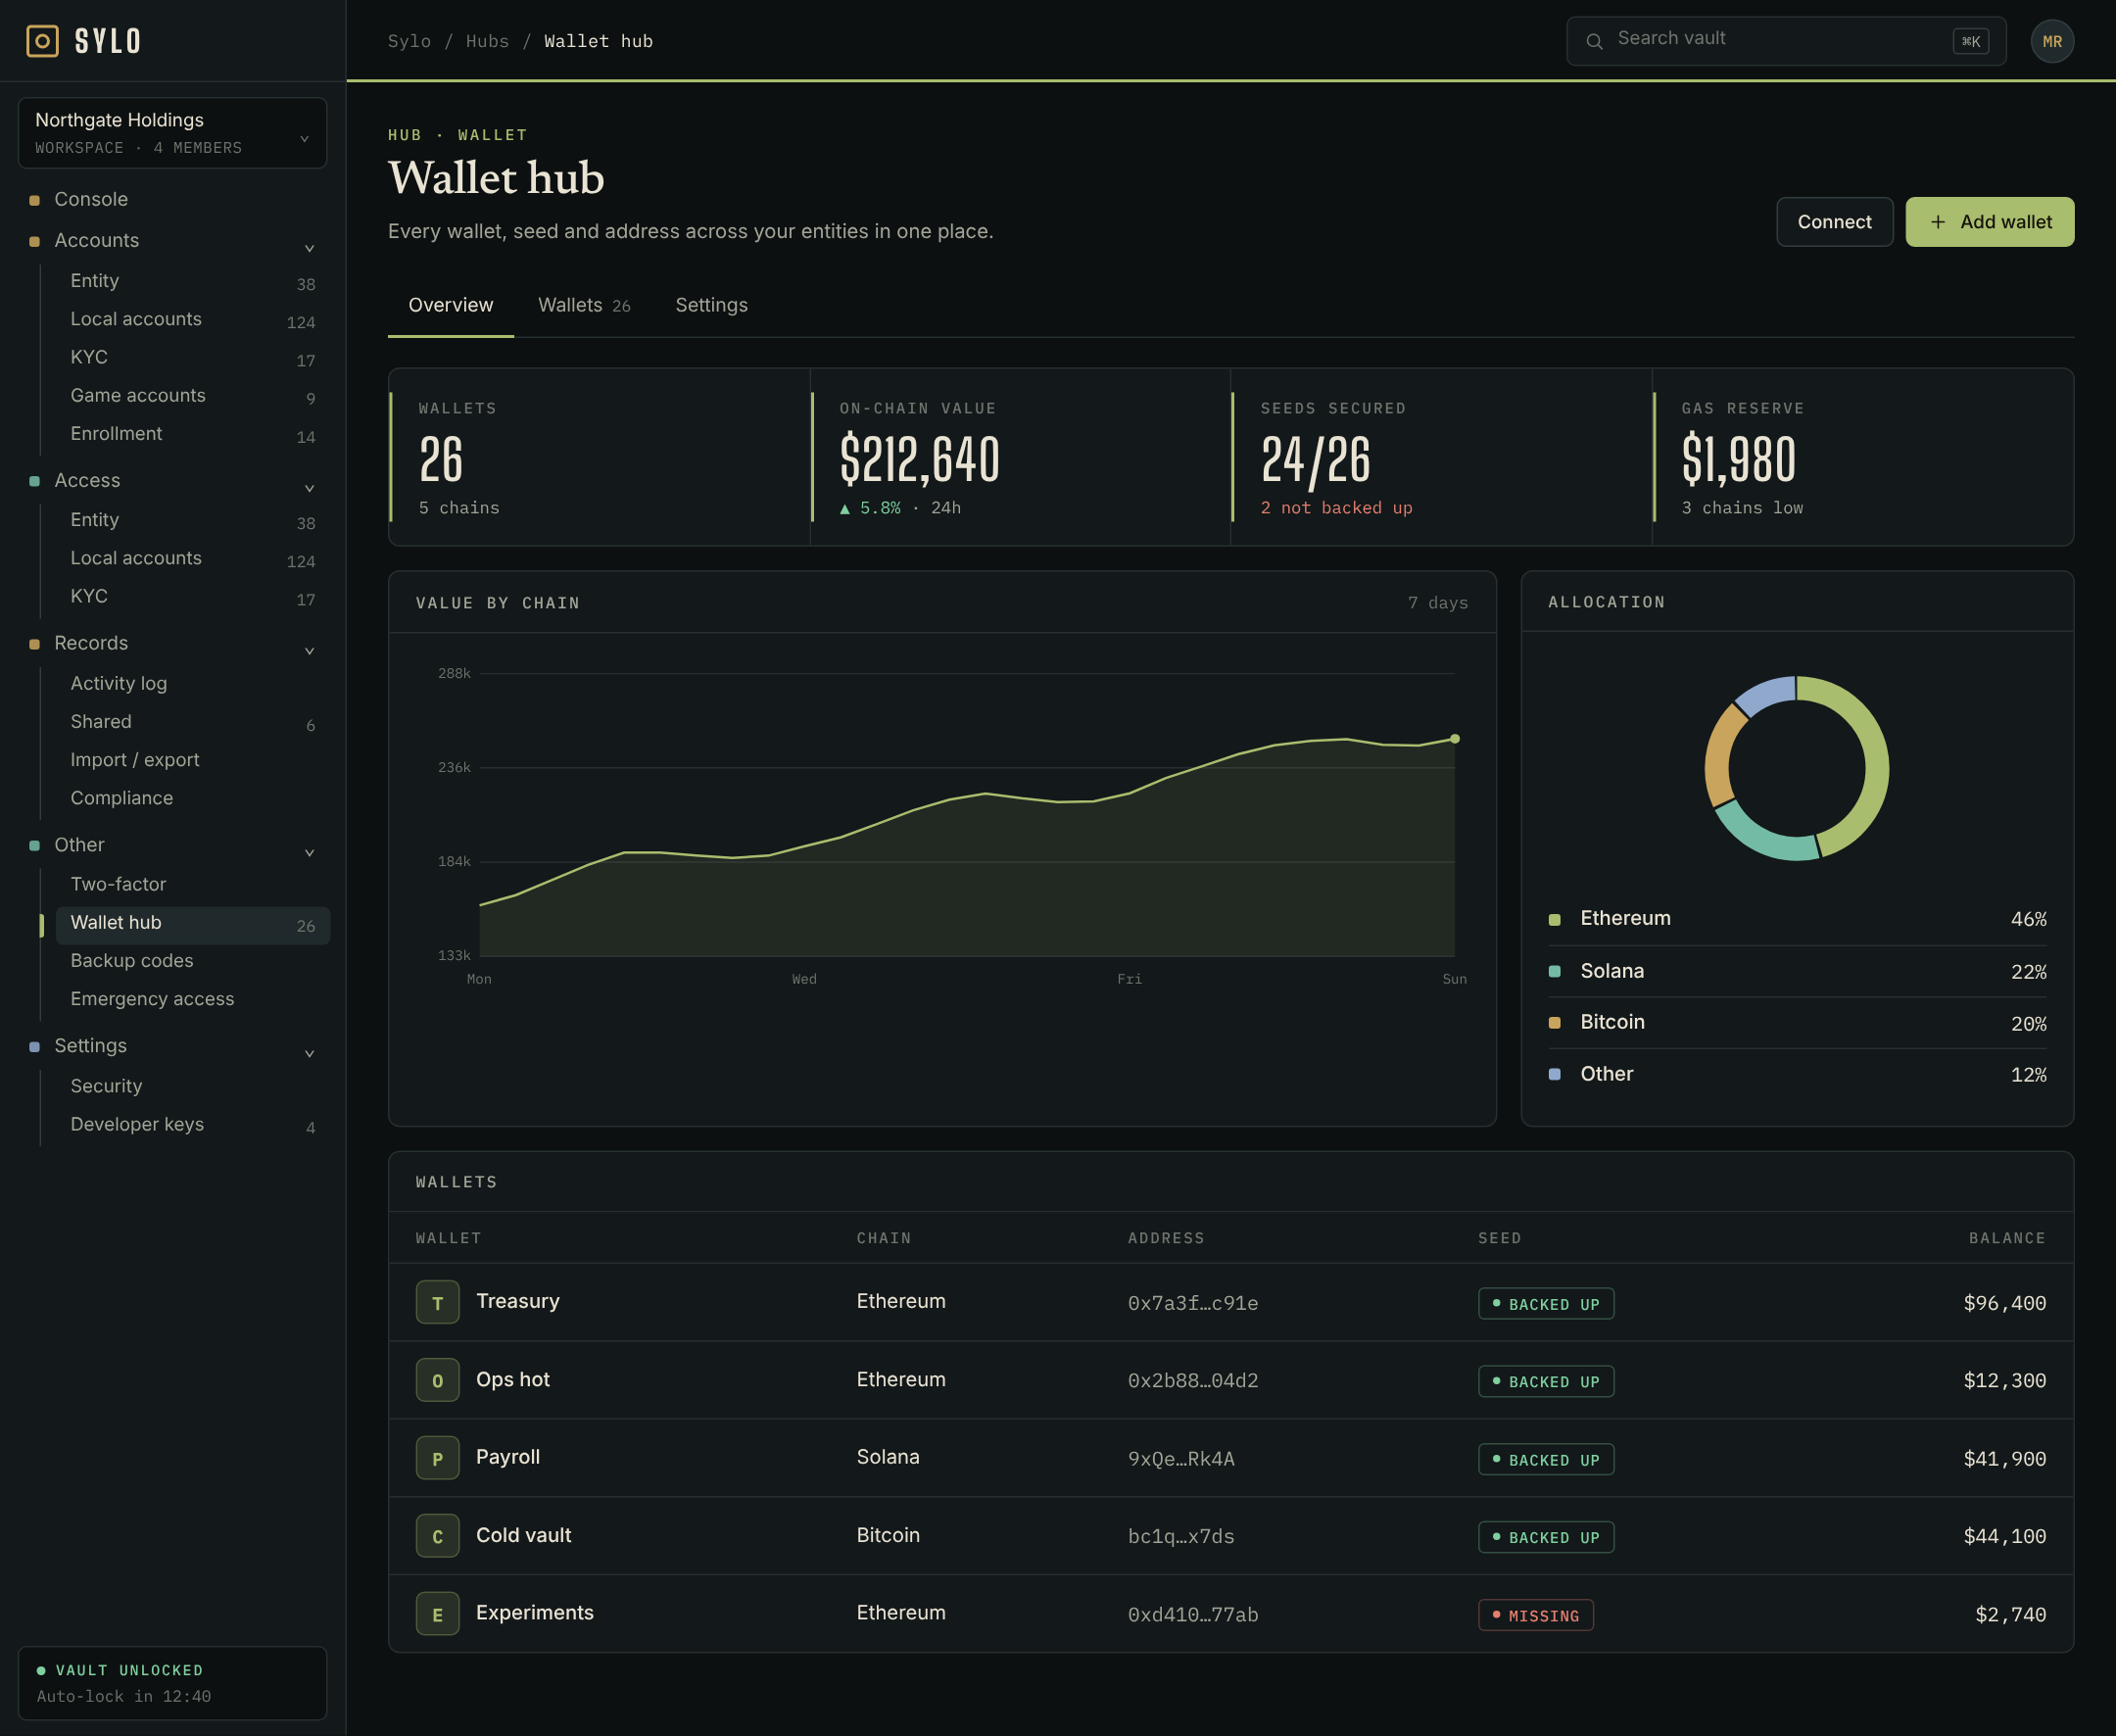 SYLO
Sylo / Hubs / Wallet hub
Search vault
⌘K
MR
Northgate Holdings
WORKSPACE · 4 MEMBERS
Console
Accounts
Entity 38
Local accounts 124
KYC 17
Game accounts 9
Enrollment 14
Access
Entity 38
Local accounts 124
KYC 17
Records
Activity log
Shared 6
Import / export
Compliance
Other
Two-factor
Wallet hub 26
Backup codes
Emergency access
Settings
Security
Developer keys 4
VAULT UNLOCKED
Auto-lock in 12:40
HUB · WALLET
Wallet hub
Every wallet, seed and address across your entities in one place.
Connect
+ Add wallet
Overview
Wallets 26
Settings
WALLETS
26
5 chains
ON-CHAIN VALUE
$212,640
▲ 5.8% · 24h
SEEDS SECURED
24/26
2 not backed up
GAS RESERVE
$1,980
3 chains low
VALUE BY CHAIN
7 days
288k
236k
184k
133k
Mon
Wed
Fri
Sun
ALLOCATION
Ethereum 46%
Solana 22%
Bitcoin 20%
Other 12%
WALLETS
WALLET CHAIN ADDRESS SEED BALANCE
T Treasury Ethereum 0x7a3f…c91e BACKED UP $96,400
O Ops hot Ethereum 0x2b88…04d2 BACKED UP $12,300
P Payroll Solana 9xQe…Rk4A BACKED UP $41,900
C Cold vault Bitcoin bc1q…x7ds BACKED UP $44,100
E Experiments Ethereum 0xd410…77ab MISSING $2,740